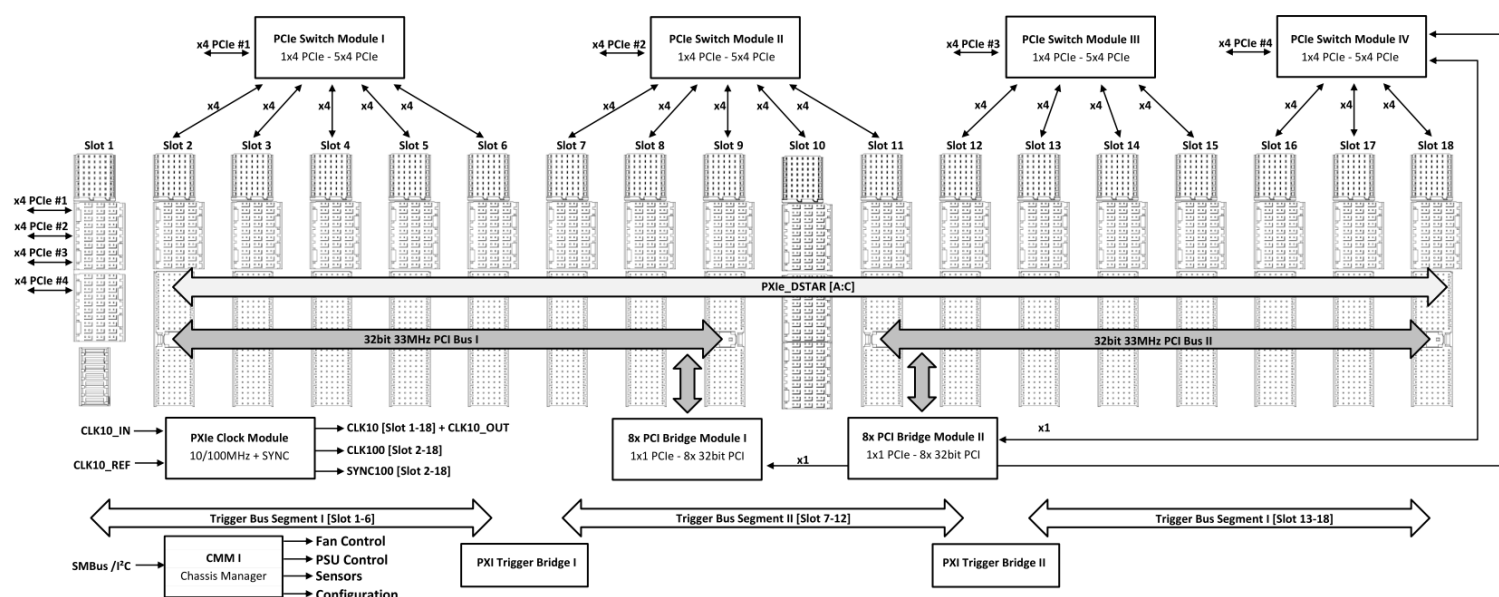 PCIe Switch Module I
1x4 PCIe - 5x4 PCIe
x4 PCIe #1
PCIe Switch Module II
1x4 PCIe - 5x4 PCIe
x4 PCIe #2
PCIe Switch Module III
1x4 PCIe - 5x4 PCIe
x4 PCIe #3
PCIe Switch Module IV
1x4 PCIe - 5x4 PCIe
x4 PCIe #4
x4 x4 x4 x4 x4 x4 x4 x4 x4 x4 x4 x4 x4 x4 x4 x4 x4
Slot 1 Slot 2 Slot 3 Slot 4 Slot 5 Slot 6 Slot 7 Slot 8 Slot 9 Slot 10 Slot 11 Slot 12 Slot 13 Slot 14 Slot 15 Slot 16 Slot 17 Slot 18
x4 PCIe #1
x4 PCIe #2
x4 PCIe #3
x4 PCIe #4
PXIe_DSTAR [A:C]
32bit 33MHz PCI Bus I
32bit 33MHz PCI Bus II
CLK10_IN
CLK10_REF
PXIe Clock Module
10/100MHz + SYNC
CLK10 [Slot 1-18] + CLK10_OUT
CLK100 [Slot 2-18]
SYNC100 [Slot 2-18]
8x PCI Bridge Module I
1x1 PCIe - 8x 32bit PCI
x1
8x PCI Bridge Module II
1x1 PCIe - 8x 32bit PCI
x1
Trigger Bus Segment I [Slot 1-6]
Trigger Bus Segment II [Slot 7-12]
Trigger Bus Segment I [Slot 13-18]
SMBus /I²C
CMM I
Chassis Manager
Fan Control
PSU Control
Sensors
Configuration
PXI Trigger Bridge I
PXI Trigger Bridge II